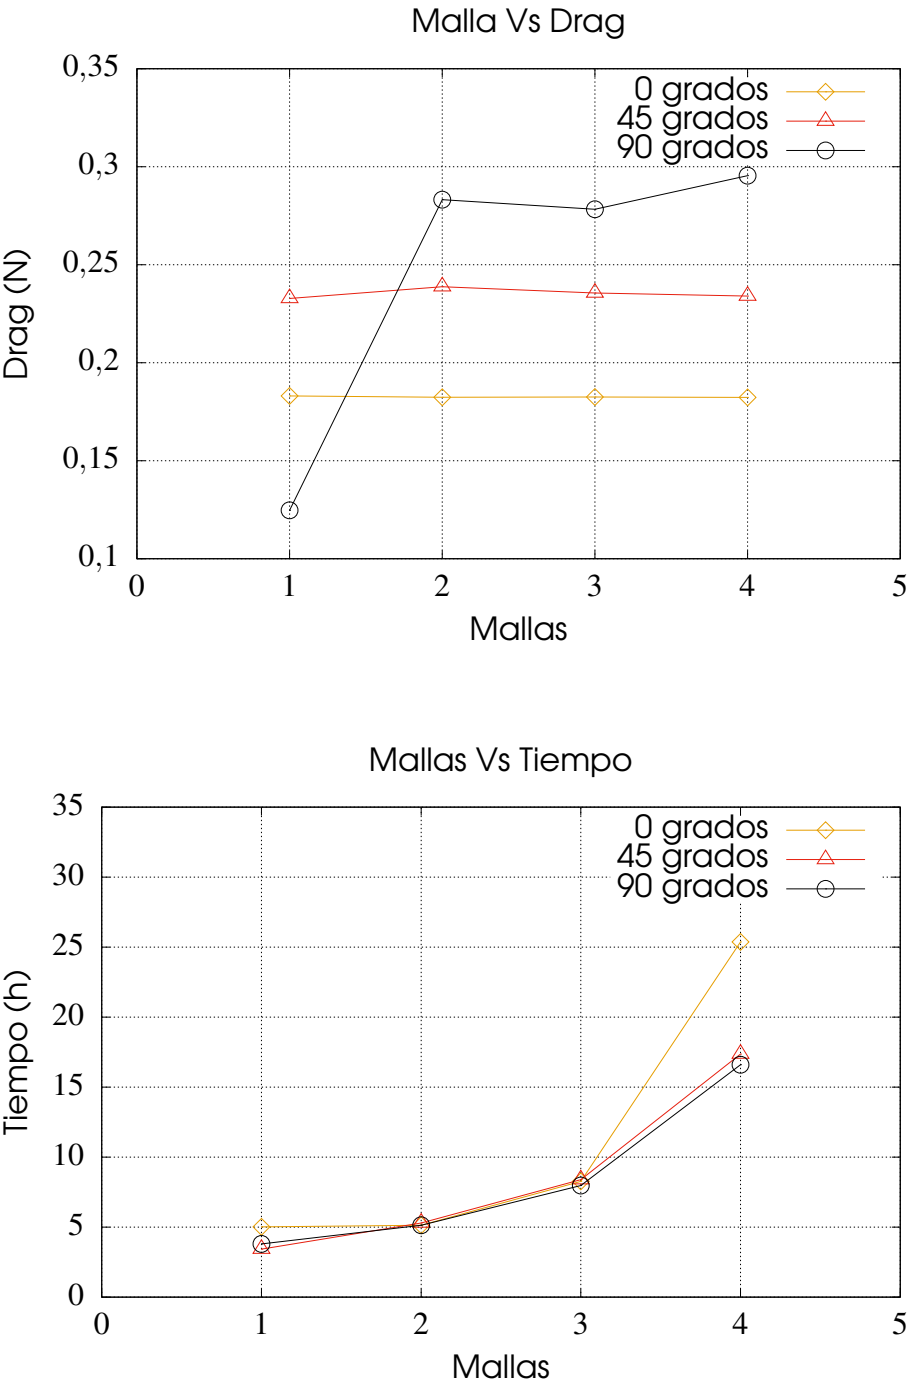 Malla Vs Drag
0,35
0,3
0,25
0,2
0,15
0,1
Drag (N)
0 grados
45 grados
90 grados
0 1 2 3 4 5
Mallas
Mallas Vs Tiempo
35
30
25
20
15
10
5
0
Tiempo (h)
0 grados
45 grados
90 grados
0 1 2 3 4 5
Mallas